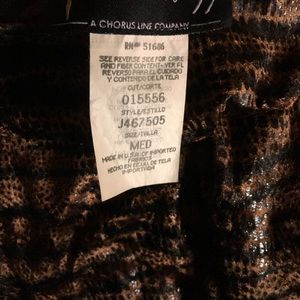 A CHORUS LINE COMPANY
RN# 51686
SEE REVERSE SIDE FOR CARE
AND FIBER CONTENT-VER AL
REVERSO PARA EL CUIDADO
Y CONTENIDO DE LA TELA
CUT/CORTE
015556
STYLE/ESTILO
J467505
SIZE/TALLA
MED
MADE IN U.S.A. OF IMPORTED
FABRICS
HECHO EN EE.UU. DE TELA
IMPORTADA